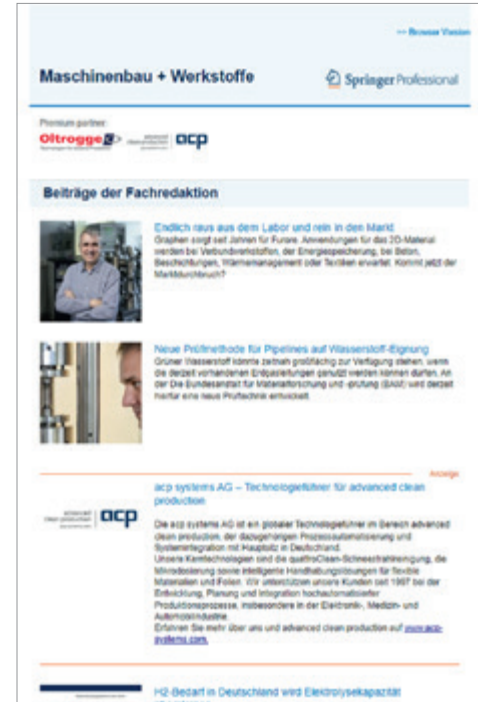 >> Browser Version
Maschinenbau + Werkstoffe
Springer Professional
Premium partner:
Oltrogge
advanced
clean production
acp
Beiträge der Fachredaktion
Endlich raus aus dem Labor und rein in den Markt
Graphen sorgt seit Jahren für Furore. Anwendungen für das 2D-Material
werden bei Verbundwerkstoffen, der Energiespeicherung, bei Beton,
Beschichtungen, Wärmemanagement oder Textilien erwartet. Kommt jetzt der
Marktdurchbruch?
Neue Prüfmethode für Pipelines auf Wasserstoff-Eignung
Grüner Wasserstoff könnte zeitnah großflächig zur Verfügung stehen, wenn
die derzeit vorhandenen Erdgasleitungen genutzt werden können dürfen. An
der Die Bundesanstalt für Materialforschung und -prüfung (BAM) wird derzeit
hierfür eine neue Prüftechnik entwickelt.
Anzeige
acp systems AG – Technologieführer für advanced clean
production
advanced
clean production
acp
Die acp systems AG ist ein globaler Technologieführer im Bereich advanced
clean production, der dazugehörigen Prozessautomatisierung und
Systemintegration mit Hauptsitz in Deutschland.
Unsere Kerntechnologien sind die quattroClean-Schneestrahlreinigung, die
Mikrodosierung sowie intelligente Handhabungslösungen für flexible
Materialien und Folien. Wir unterstützen unsere Kunden seit 1997 bei der
Entwicklung, Planung und Integration hochautomatisierter
Produktionsprozesse, insbesondere in der Elektronik-, Medizin- und
Automobilindustrie.
Erfahren Sie mehr über uns und advanced clean production auf www.acp-
systems.com.
H2-Bedarf in Deutschland wird Elektrolysekapazität